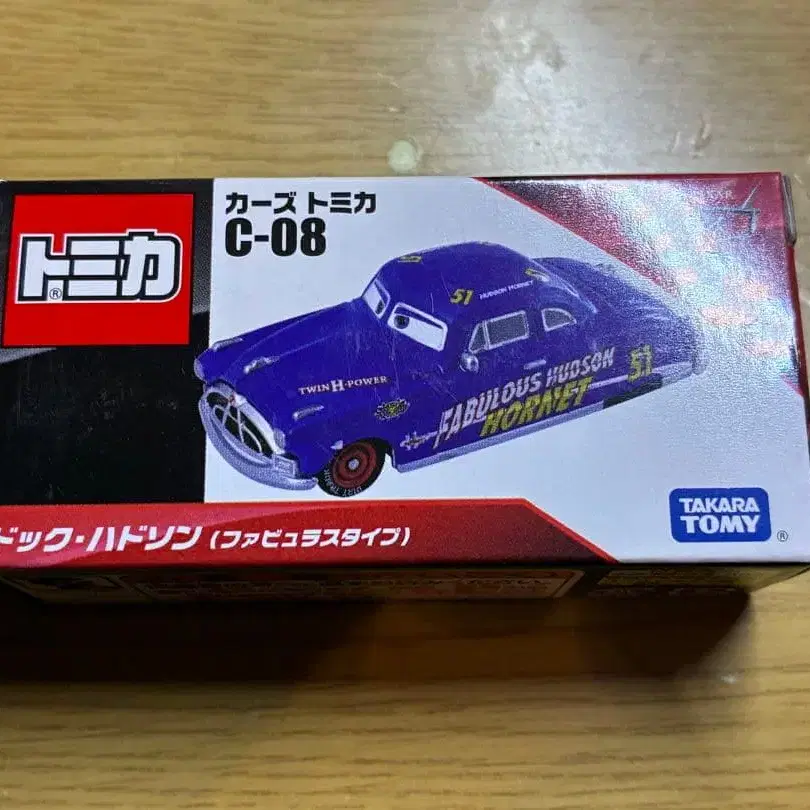 トミカ®
カーズ トミカ
C-08
51
HUDSON HORNET
TWIN H-POWER
FABULOUS HUDSON
HORNET
51
ドック・ハドソン (ファビュラスタイプ)
TAKARA
TOMY®